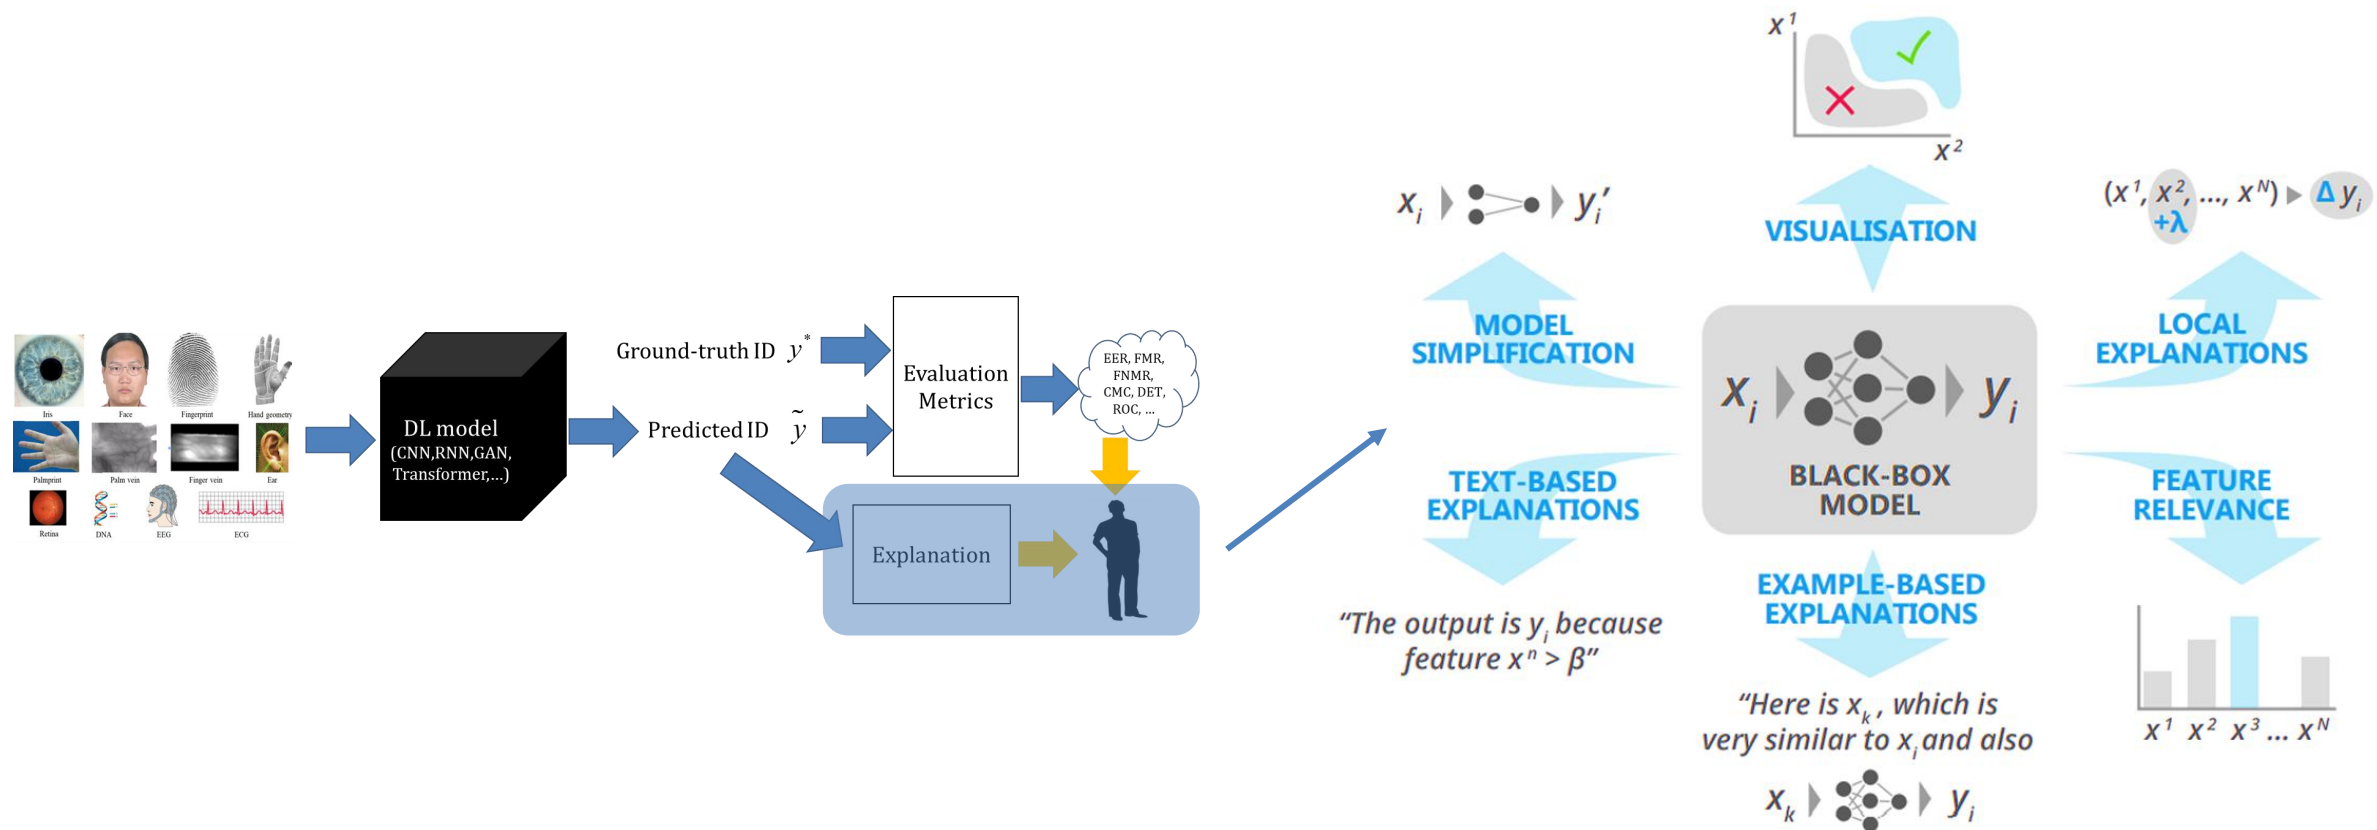 Iris
Face
Fingerprint
Hand geometry
Palmprint
Palm vein
Finger vein
Ear
Retina
DNA
EEG
ECG
DL model
(CNN,RNN,GAN,
Transformer,...)
Ground-truth ID y*
Predicted ID ỹ
Evaluation
Metrics
EER, FMR,
FNMR,
CMC, DET,
ROC, ...
Explanation
x¹
x²
VISUALISATION
xᵢ
yᵢ′
MODEL
SIMPLIFICATION
(x¹, x², ..., xᴺ)
+λ
Δ yᵢ
LOCAL
EXPLANATIONS
xᵢ
yᵢ
BLACK-BOX
MODEL
TEXT-BASED
EXPLANATIONS
“The output is yᵢ because
feature xⁿ > β”
EXAMPLE-BASED
EXPLANATIONS
“Here is xₖ, which is
very similar to xᵢ and also
xₖ
yᵢ
FEATURE
RELEVANCE
x¹ x² x³ ... xᴺ